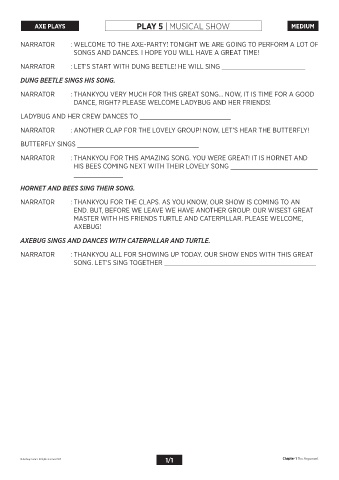 AXE PLAYS
PLAY 5 | MUSICAL SHOW
MEDIUM
NARRATOR : WELCOME TO THE AXE-PARTY! TONIGHT WE ARE GOING TO PERFORM A LOT OF
SONGS AND DANCES. I HOPE YOU WILL HAVE A GREAT TIME!
NARRATOR : LET'S START WITH DUNG BEETLE! HE WILL SING
DUNG BEETLE SINGS HIS SONG.
NARRATOR : THANKYOU VERY MUCH FOR THIS GREAT SONG... NOW, IT IS TIME FOR A GOOD
DANCE, RIGHT? PLEASE WELCOME LADYBUG AND HER FRIENDS!
LADYBUG AND HER CREW DANCES TO
NARRATOR : ANOTHER CLAP FOR THE LOVELY GROUP! NOW, LET'S HEAR THE BUTTERFLY!
BUTTERFLY SINGS
NARRATOR : THANKYOU FOR THIS AMAZING SONG. YOU WERE GREAT! IT IS HORNET AND
HIS BEES COMING NEXT WITH THEIR LOVELY SONG
HORNET AND BEES SING THEIR SONG.
NARRATOR : THANKYOU FOR THE CLAPS. AS YOU KNOW, OUR SHOW IS COMING TO AN
END. BUT, BEFORE WE LEAVE WE HAVE ANOTHER GROUP. OUR WISEST GREAT
MASTER WITH HIS FRIENDS TURTLE AND CATERPILLAR. PLEASE WELCOME,
AXEBUG!
AXEBUG SINGS AND DANCES WITH CATERPILLAR AND TURTLE.
NARRATOR : THANKYOU ALL FOR SHOWING UP TODAY, OUR SHOW ENDS WITH THIS GREAT
SONG. LET'S SING TOGETHER
1/1
Chapter 1